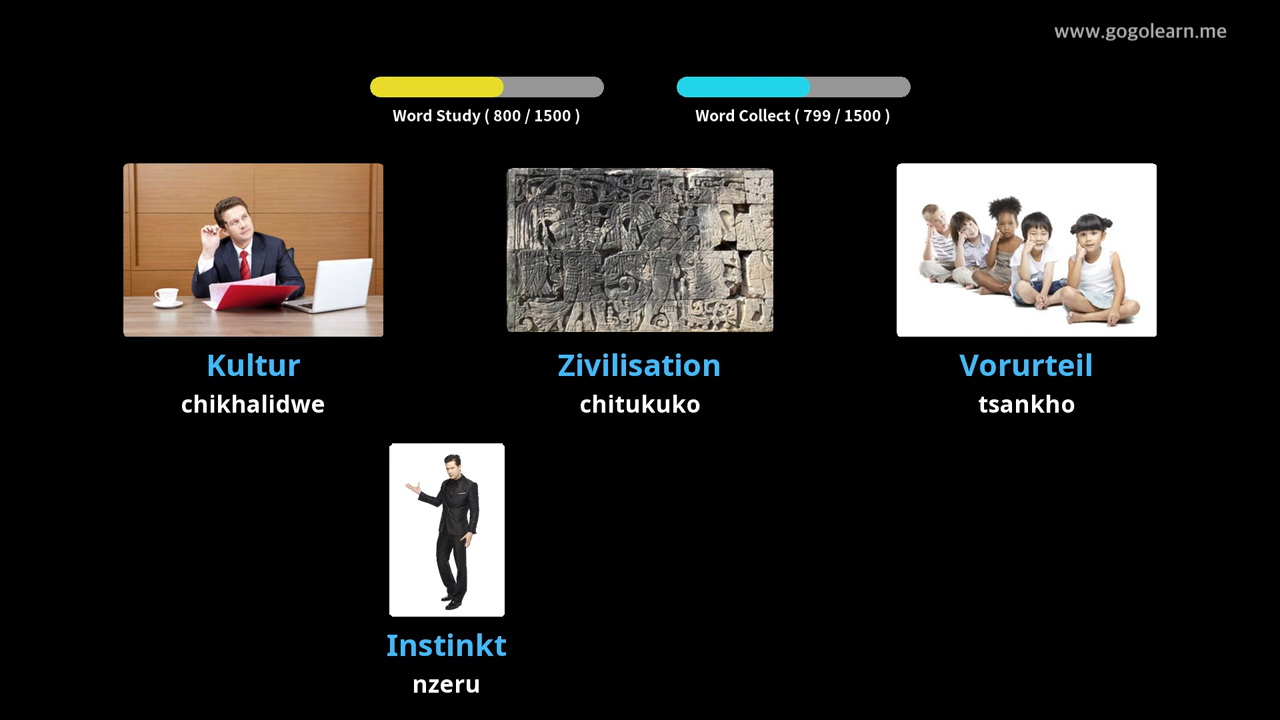 www.gogolearn.me
Word Study ( 800 / 1500 )
Word Collect ( 799 / 1500 )
Kultur
chikhalidwe
Zivilisation
chitukuko
Vorurteil
tsankho
Instinkt
nzeru